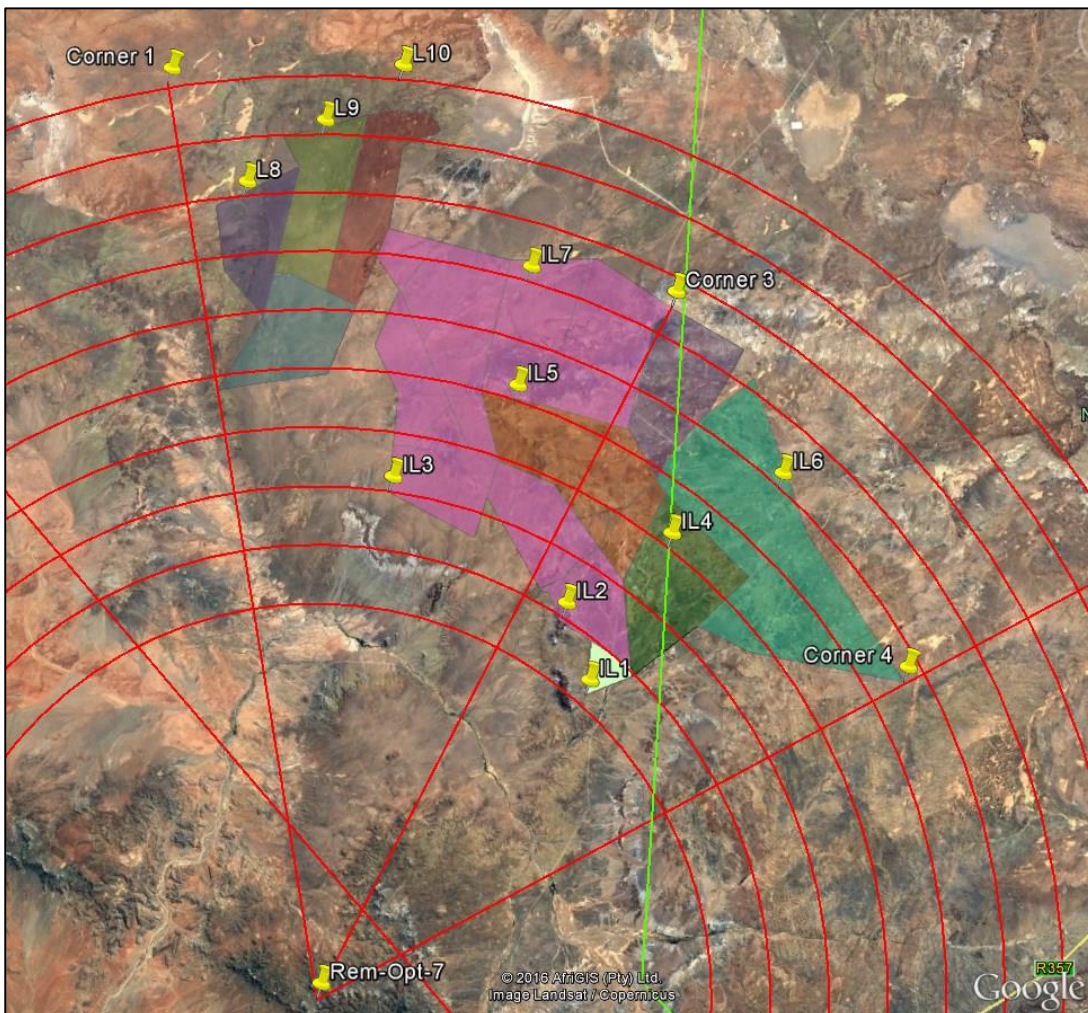 Corner 1
L10
L9
L8
IL7
Corner 3
IL5
IL3
IL6
IL4
IL2
IL1
Corner 4
Rem-Opt-7
© 2016 AfriGIS (Pty) Ltd.
Image Landsat / Copernicus
R357
Google